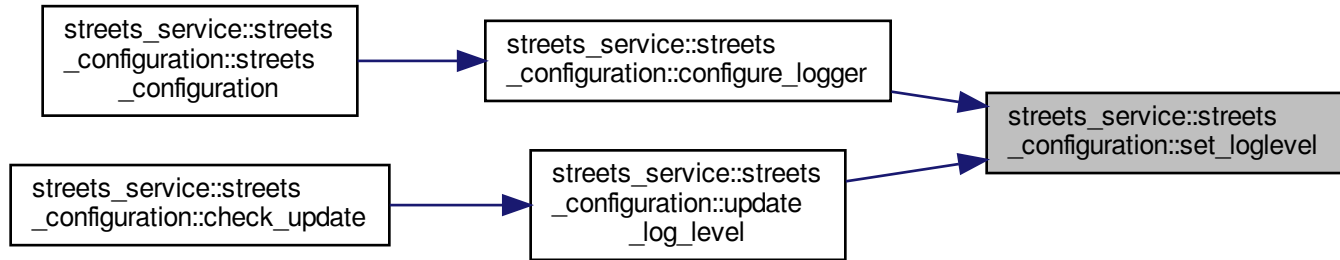 streets_service::streets
_configuration::streets
_configuration
streets_service::streets
_configuration::configure_logger
streets_service::streets
_configuration::set_loglevel
streets_service::streets
_configuration::check_update
streets_service::streets
_configuration::update
_log_level